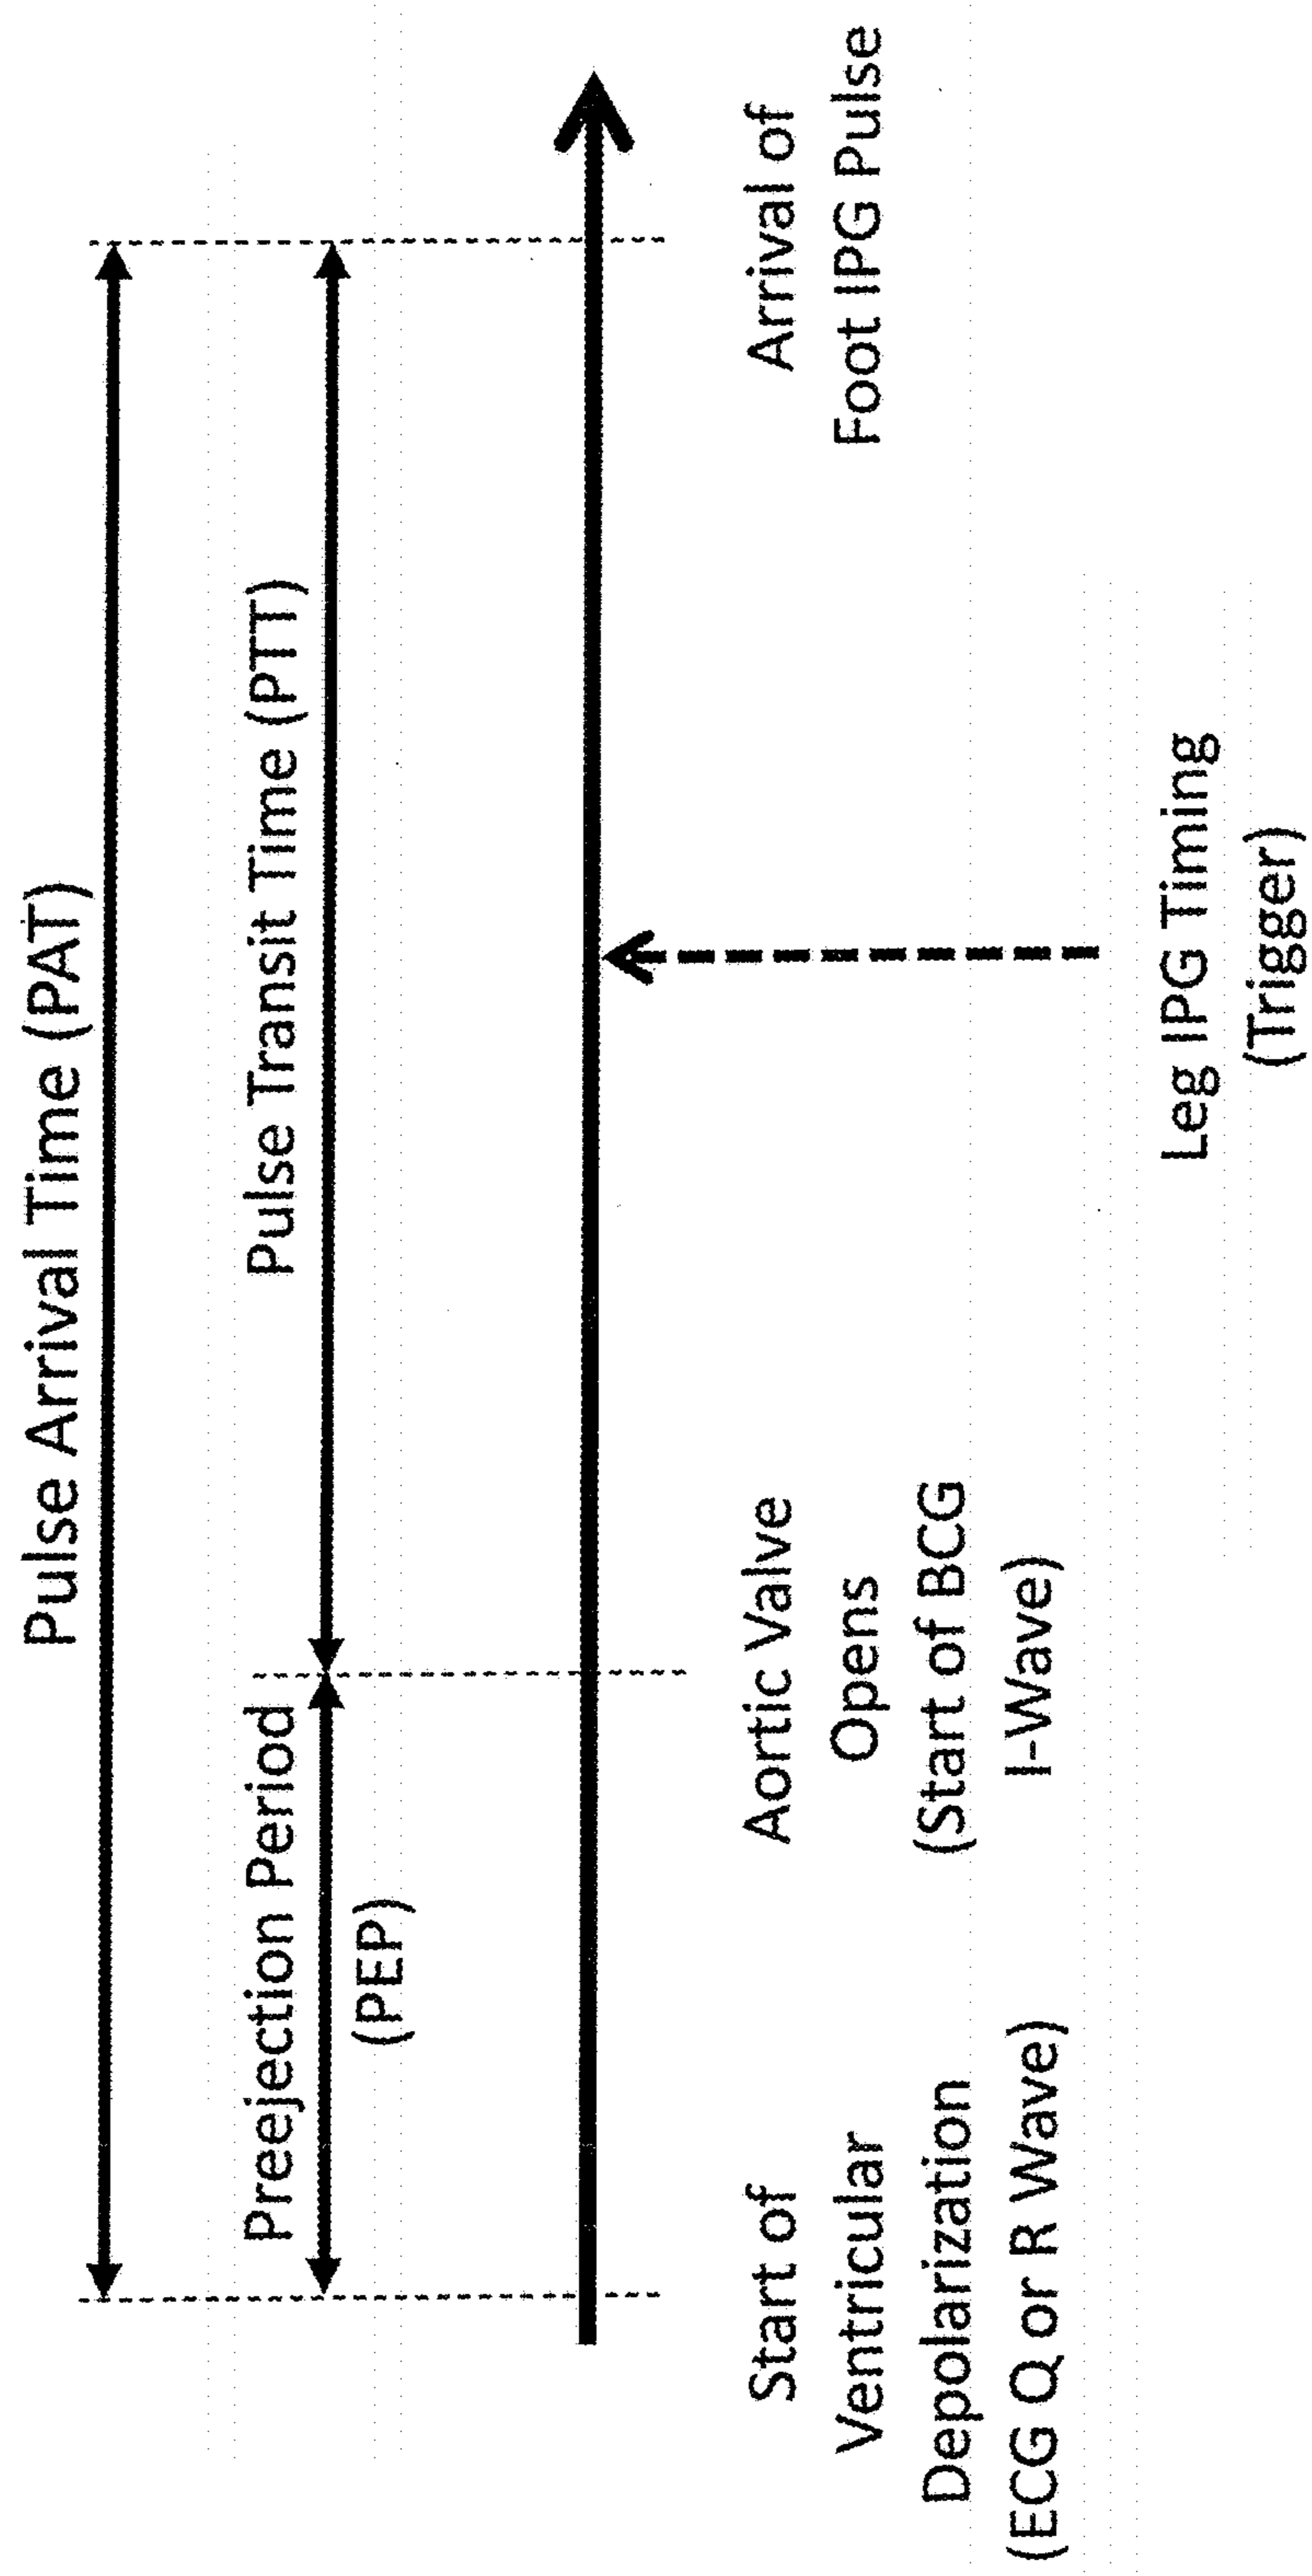 Pulse Arrival Time (PAT)
Preejection Period
(PEP)
Pulse Transit Time (PTT)
Start of
Ventricular
Depolarization
(ECG Q or R Wave)
Aortic Valve
Opens
(Start of BCG
I-Wave)
Arrival of
Foot IPG Pulse
Leg IPG Timing
(Trigger)